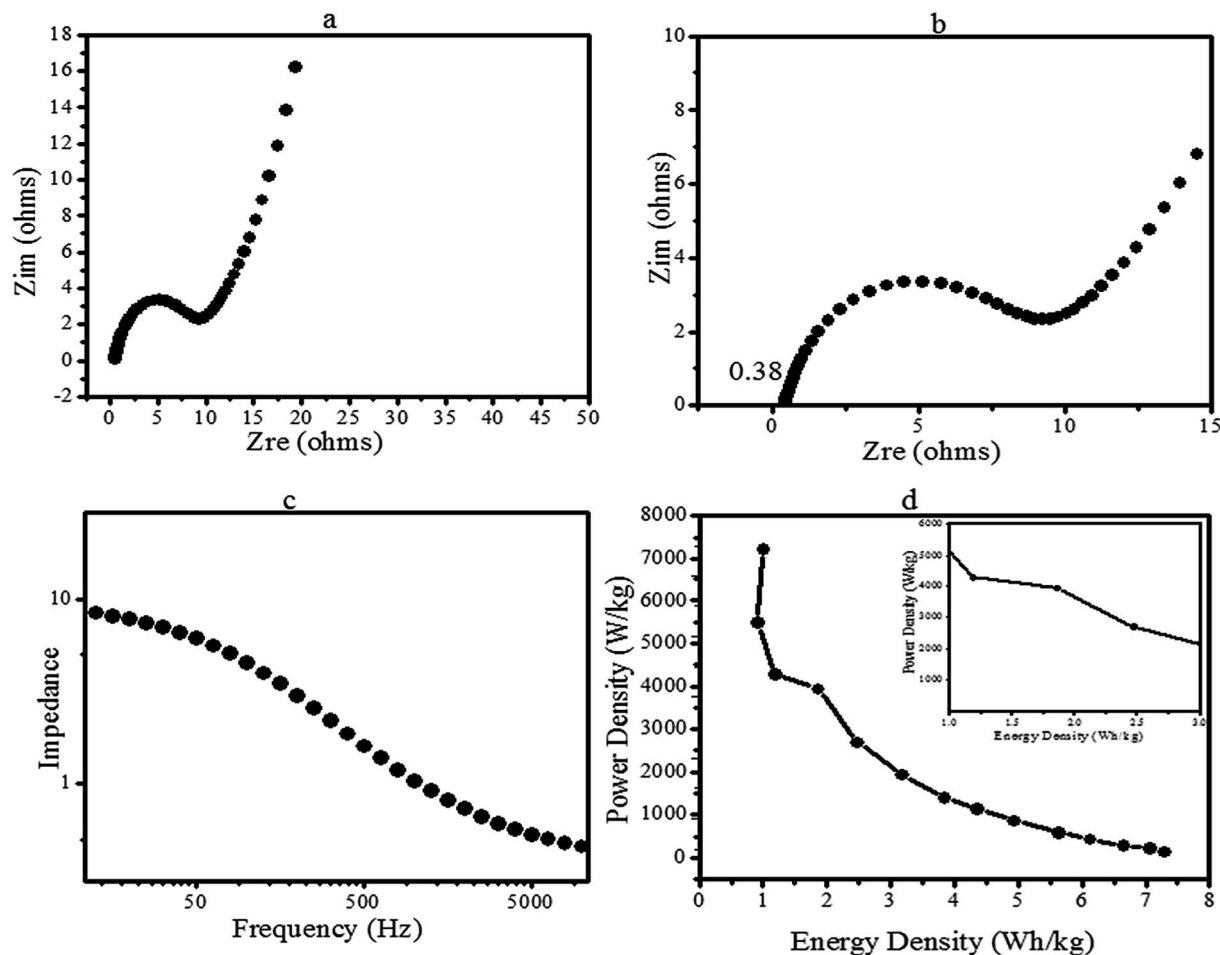 a
18
16
14
12
10
8
6
4
2
0
-2
Zim (ohms)
0 5 10 15 20 25 30 35 40 45 50
Zre (ohms)
b
10
8
6
4
2
0
Zim (ohms)
0.38
0 5 10 15
Zre (ohms)
c
10
1
Impedance
50 500 5000
Frequency (Hz)
d
8000
7000
6000
5000
4000
3000
2000
1000
0
Power Density (W/kg)
0 1 2 3 4 5 6 7 8
Energy Density (Wh/kg)
6000
5000
4000
3000
2000
1000
Power Density (W/kg)
1.0 1.5 2.0 2.5 3.0
Energy Density (Wh/kg)